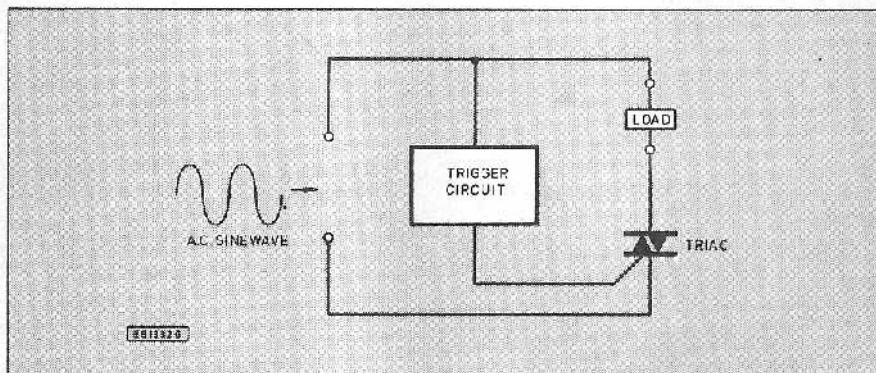 LOAD
TRIGGER
CIRCUIT
A.C. SINEWAVE
TRIAC